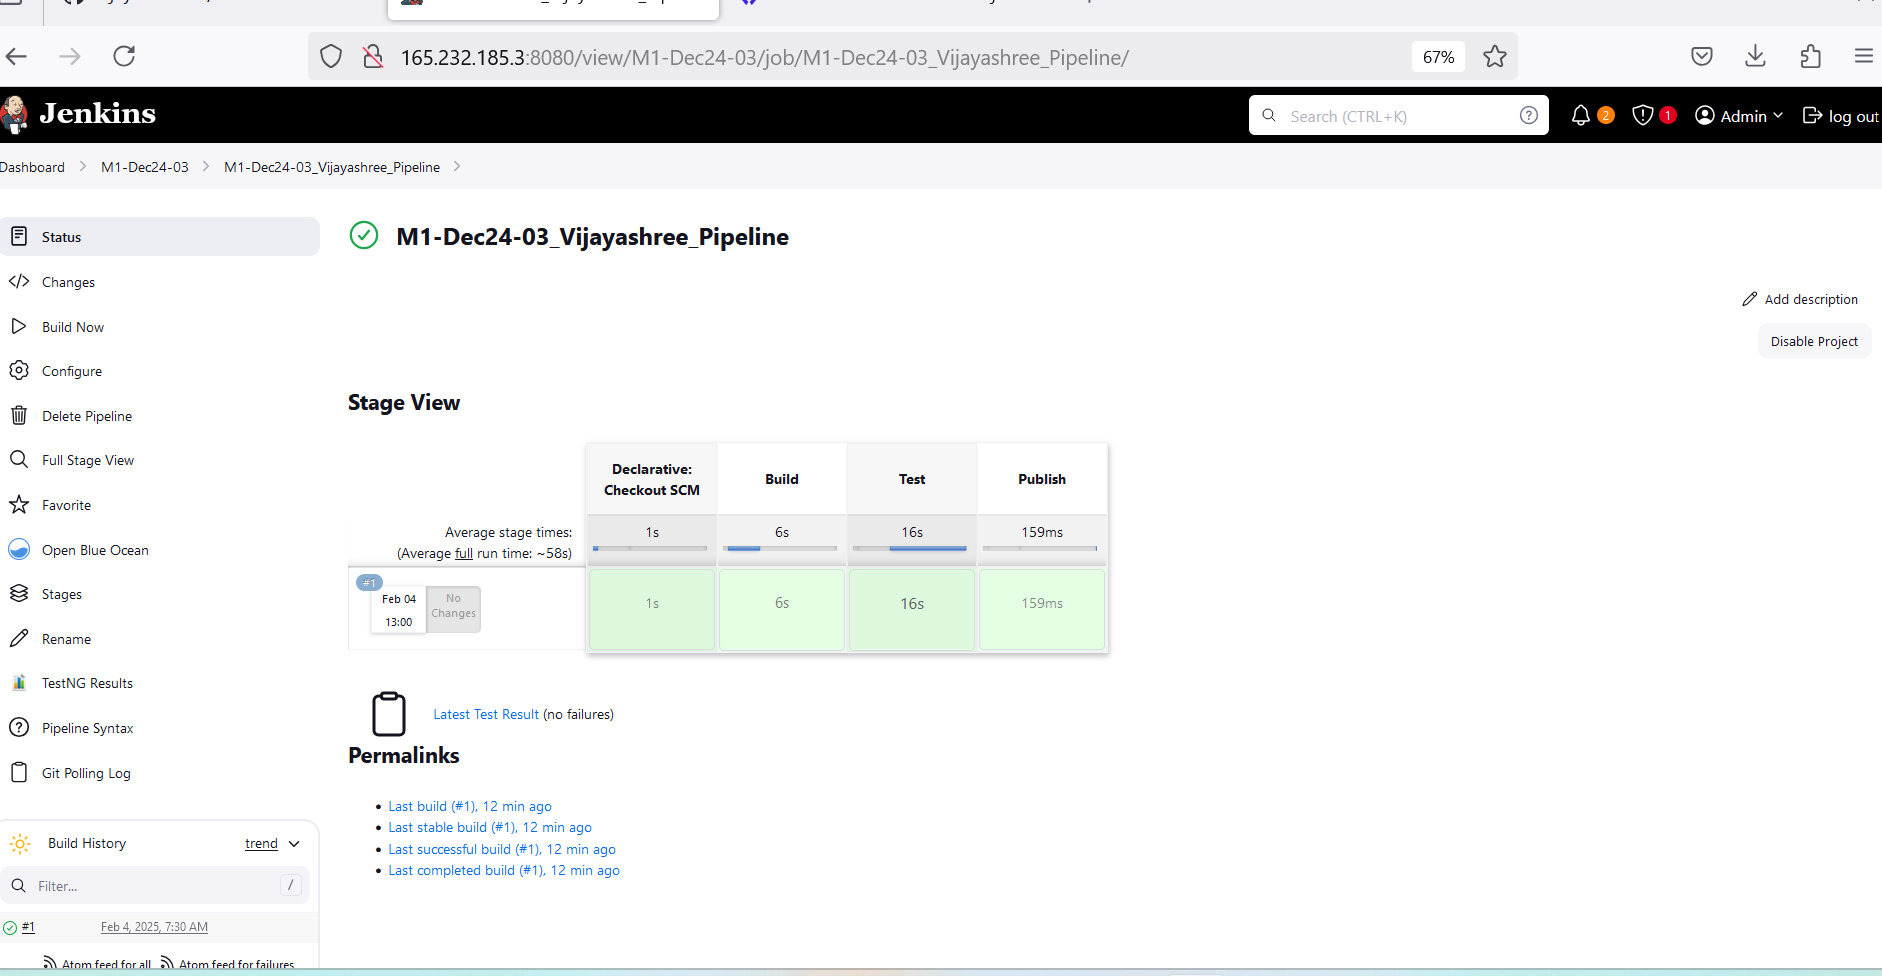 165.232.185.3:8080/view/M1-Dec24-03/job/M1-Dec24-03_Vijayashree_Pipeline/
67%
Jenkins
Search (CTRL+K)
2
1
Admin
log out
Dashboard
M1-Dec24-03
M1-Dec24-03_Vijayashree_Pipeline
Status
Changes
Build Now
Configure
Delete Pipeline
Full Stage View
Favorite
Open Blue Ocean
Stages
Rename
TestNG Results
Pipeline Syntax
Git Polling Log
Build History
trend
Filter...
/
#1
Feb 4, 2025, 7:30 AM
Atom feed for all
Atom feed for failures
M1-Dec24-03_Vijayashree_Pipeline
Add description
Disable Project
Stage View
Declarative:
Checkout SCM
Build
Test
Publish
Average stage times:
(Average full run time: ~58s)
1s
6s
16s
159ms
#1
Feb 04
13:00
No
Changes
1s
6s
16s
159ms
Latest Test Result (no failures)
Permalinks
Last build (#1), 12 min ago
Last stable build (#1), 12 min ago
Last successful build (#1), 12 min ago
Last completed build (#1), 12 min ago